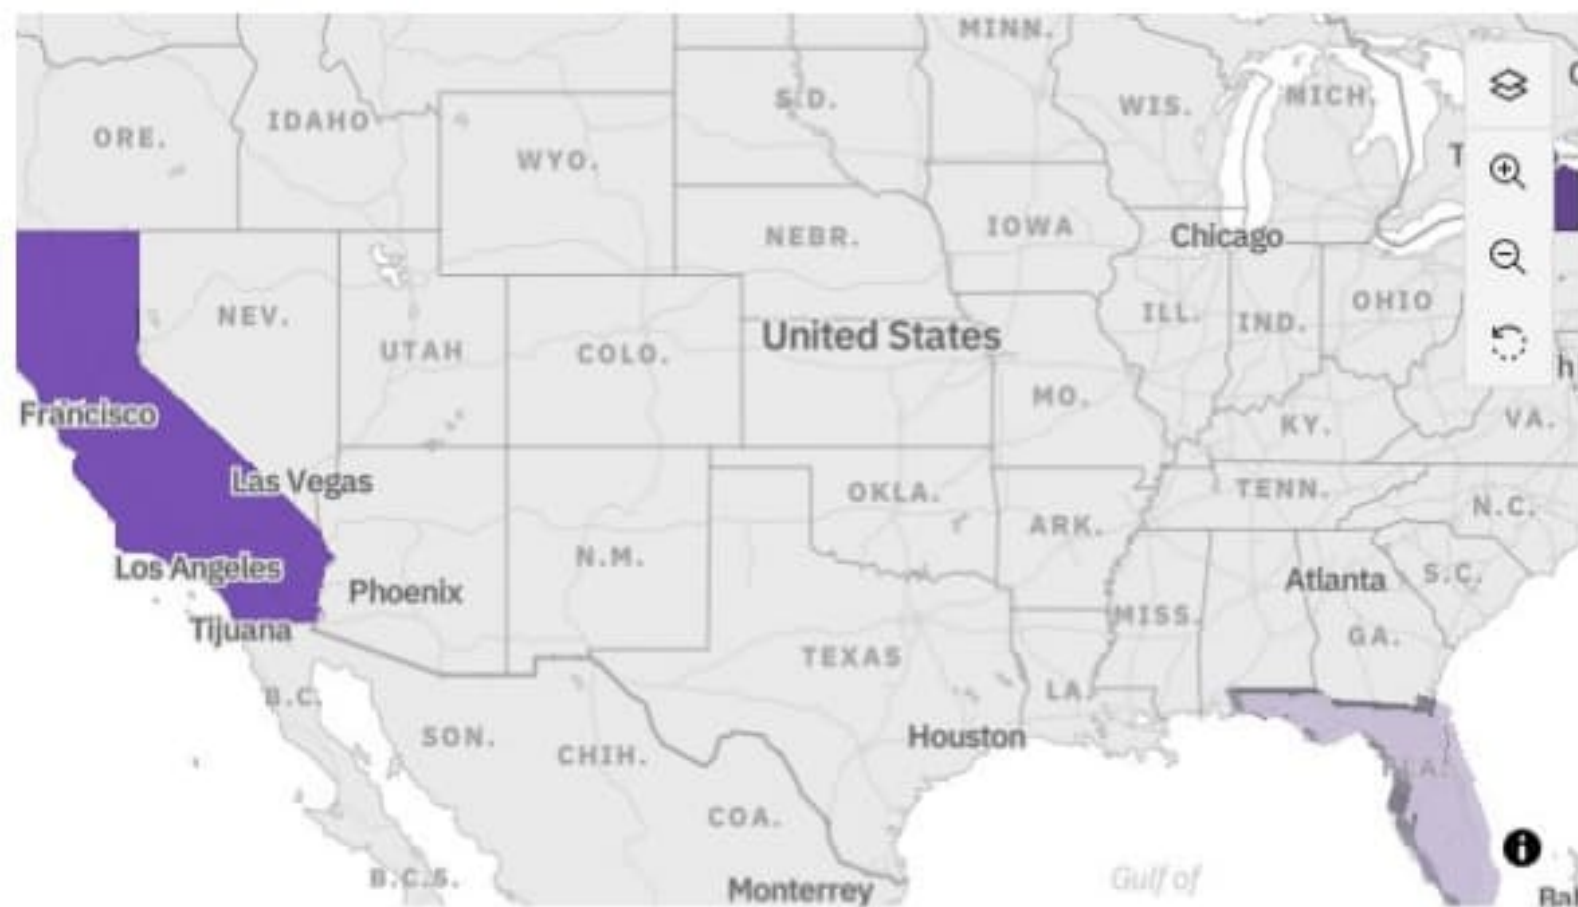 MINN.
ORE.
IDAHO
WYO.
S.D.
WIS.
MICH.
NEBR.
IOWA
Chicago
NEV.
UTAH
COLO.
United States
ILL.
IND.
OHIO
Francisco
MO.
KY.
VA.
Las Vegas
OKLA.
TENN.
N.C.
ARK.
Los Angeles
Phoenix
N.M.
Atlanta
S.C.
Tijuana
MISS.
GA.
TEXAS
B.C.
LA.
SON.
CHIH.
Houston
LA.
COA.
B.C.S.
Monterrey
Gulf of
Bal